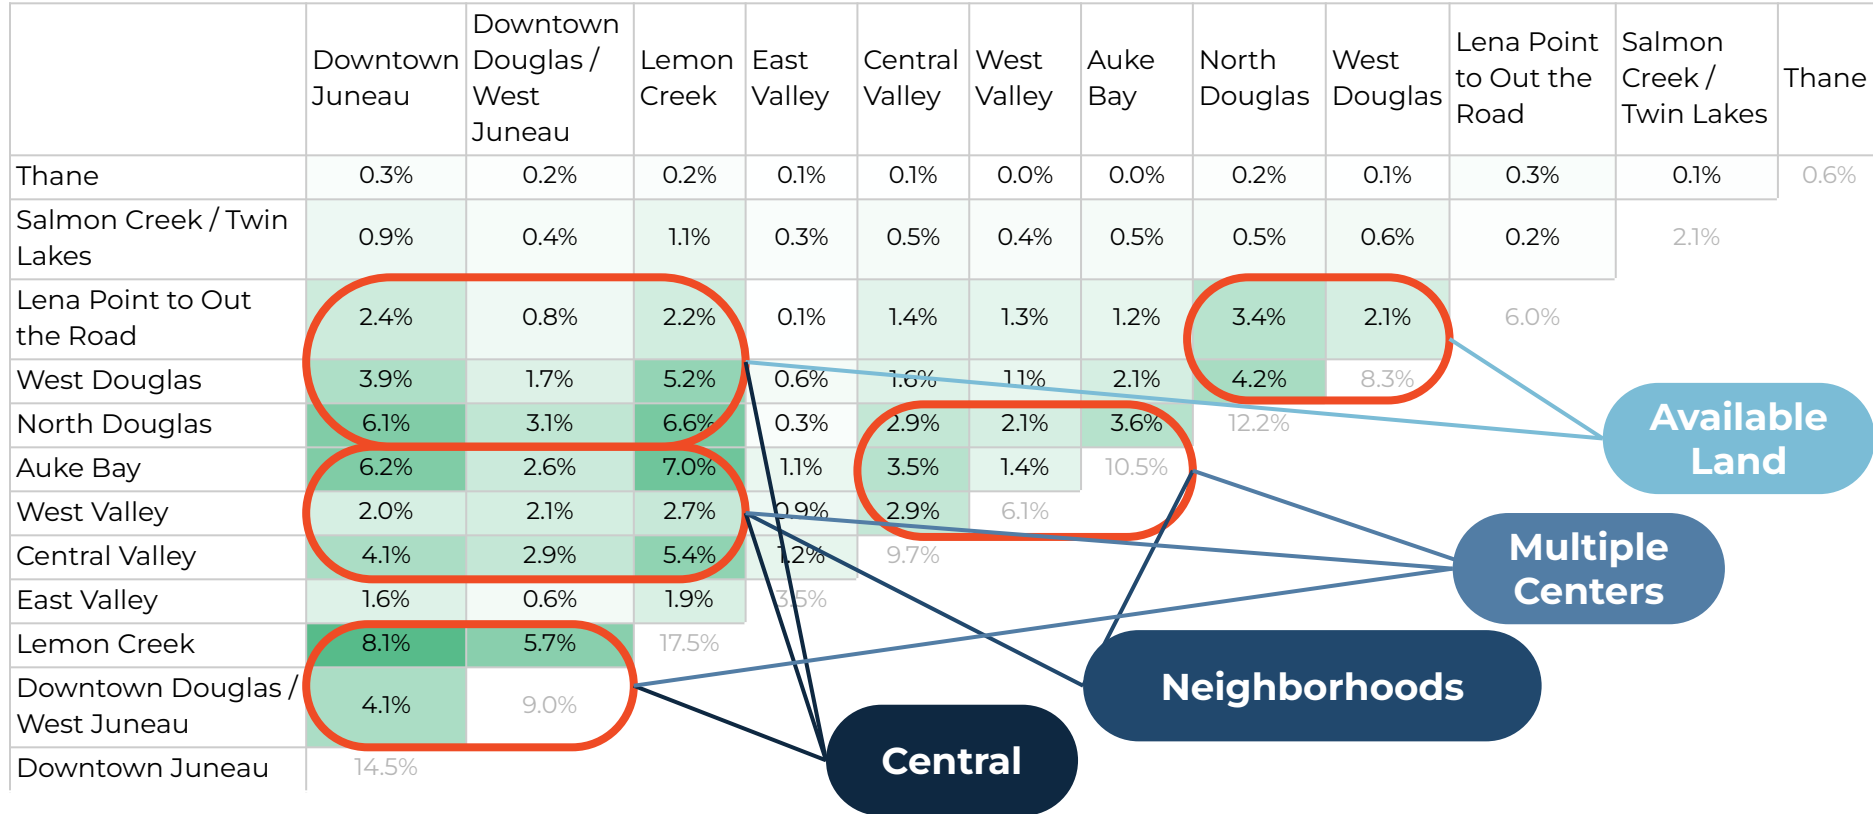 Downtown Juneau
Downtown Douglas / West Juneau
Lemon Creek
East Valley
Central Valley
West Valley
Auke Bay
North Douglas
West Douglas
Lena Point to Out the Road
Salmon Creek / Twin Lakes
Thane
Thane 0.3% 0.2% 0.2% 0.1% 0.1% 0.0% 0.0% 0.2% 0.1% 0.3% 0.1% 0.6%
Salmon Creek / Twin Lakes 0.9% 0.4% 1.1% 0.3% 0.5% 0.4% 0.5% 0.5% 0.6% 0.2% 2.1%
Lena Point to Out the Road 2.4% 0.8% 2.2% 0.1% 1.4% 1.3% 1.2% 3.4% 2.1% 6.0%
West Douglas 3.9% 1.7% 5.2% 0.6% 1.6% 1.1% 2.1% 4.2% 8.3%
North Douglas 6.1% 3.1% 6.6% 0.3% 2.9% 2.1% 3.6% 12.2%
Auke Bay 6.2% 2.6% 7.0% 1.1% 3.5% 1.4% 10.5%
West Valley 2.0% 2.1% 2.7% 0.9% 2.9% 6.1%
Central Valley 4.1% 2.9% 5.4% 1.2% 9.7%
East Valley 1.6% 0.6% 1.9% 3.5%
Lemon Creek 8.1% 5.7% 17.5%
Downtown Douglas / West Juneau 4.1% 9.0%
Downtown Juneau 14.5%
Available
Land
Multiple
Centers
Neighborhoods
Central